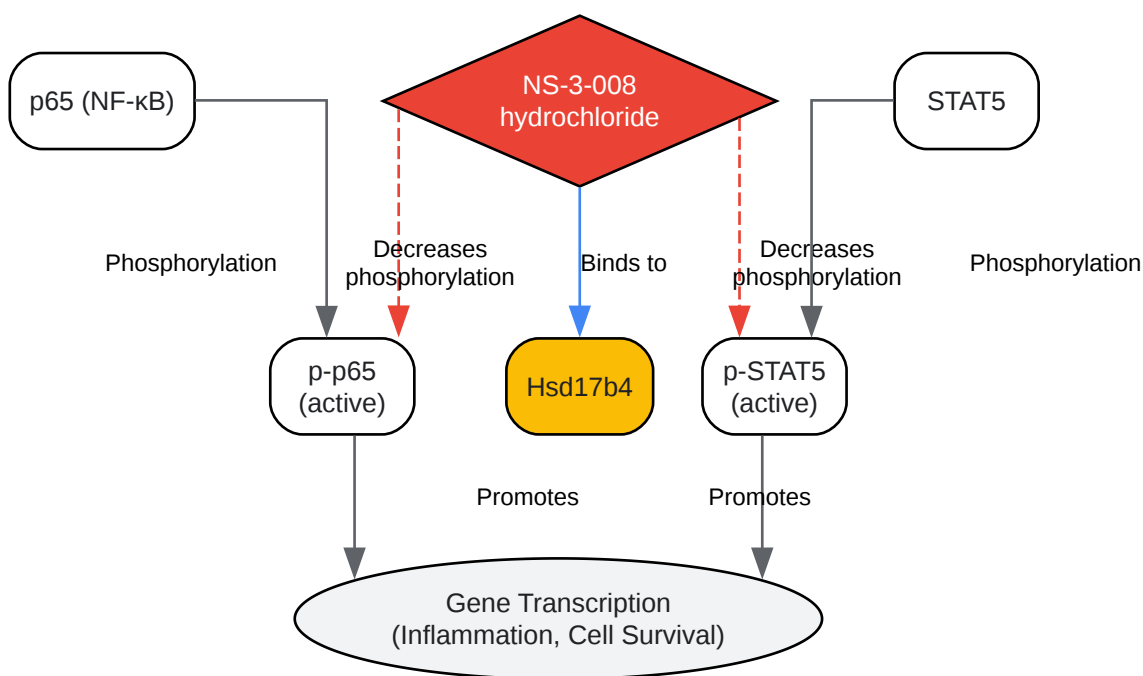 p65 (NF-κB)
NS-3-008
hydrochloride
STAT5
Phosphorylation
Decreases
phosphorylation
Binds to
Decreases
phosphorylation
Phosphorylation
p-p65
(active)
Hsd17b4
p-STAT5
(active)
Promotes
Promotes
Gene Transcription
(Inflammation, Cell Survival)